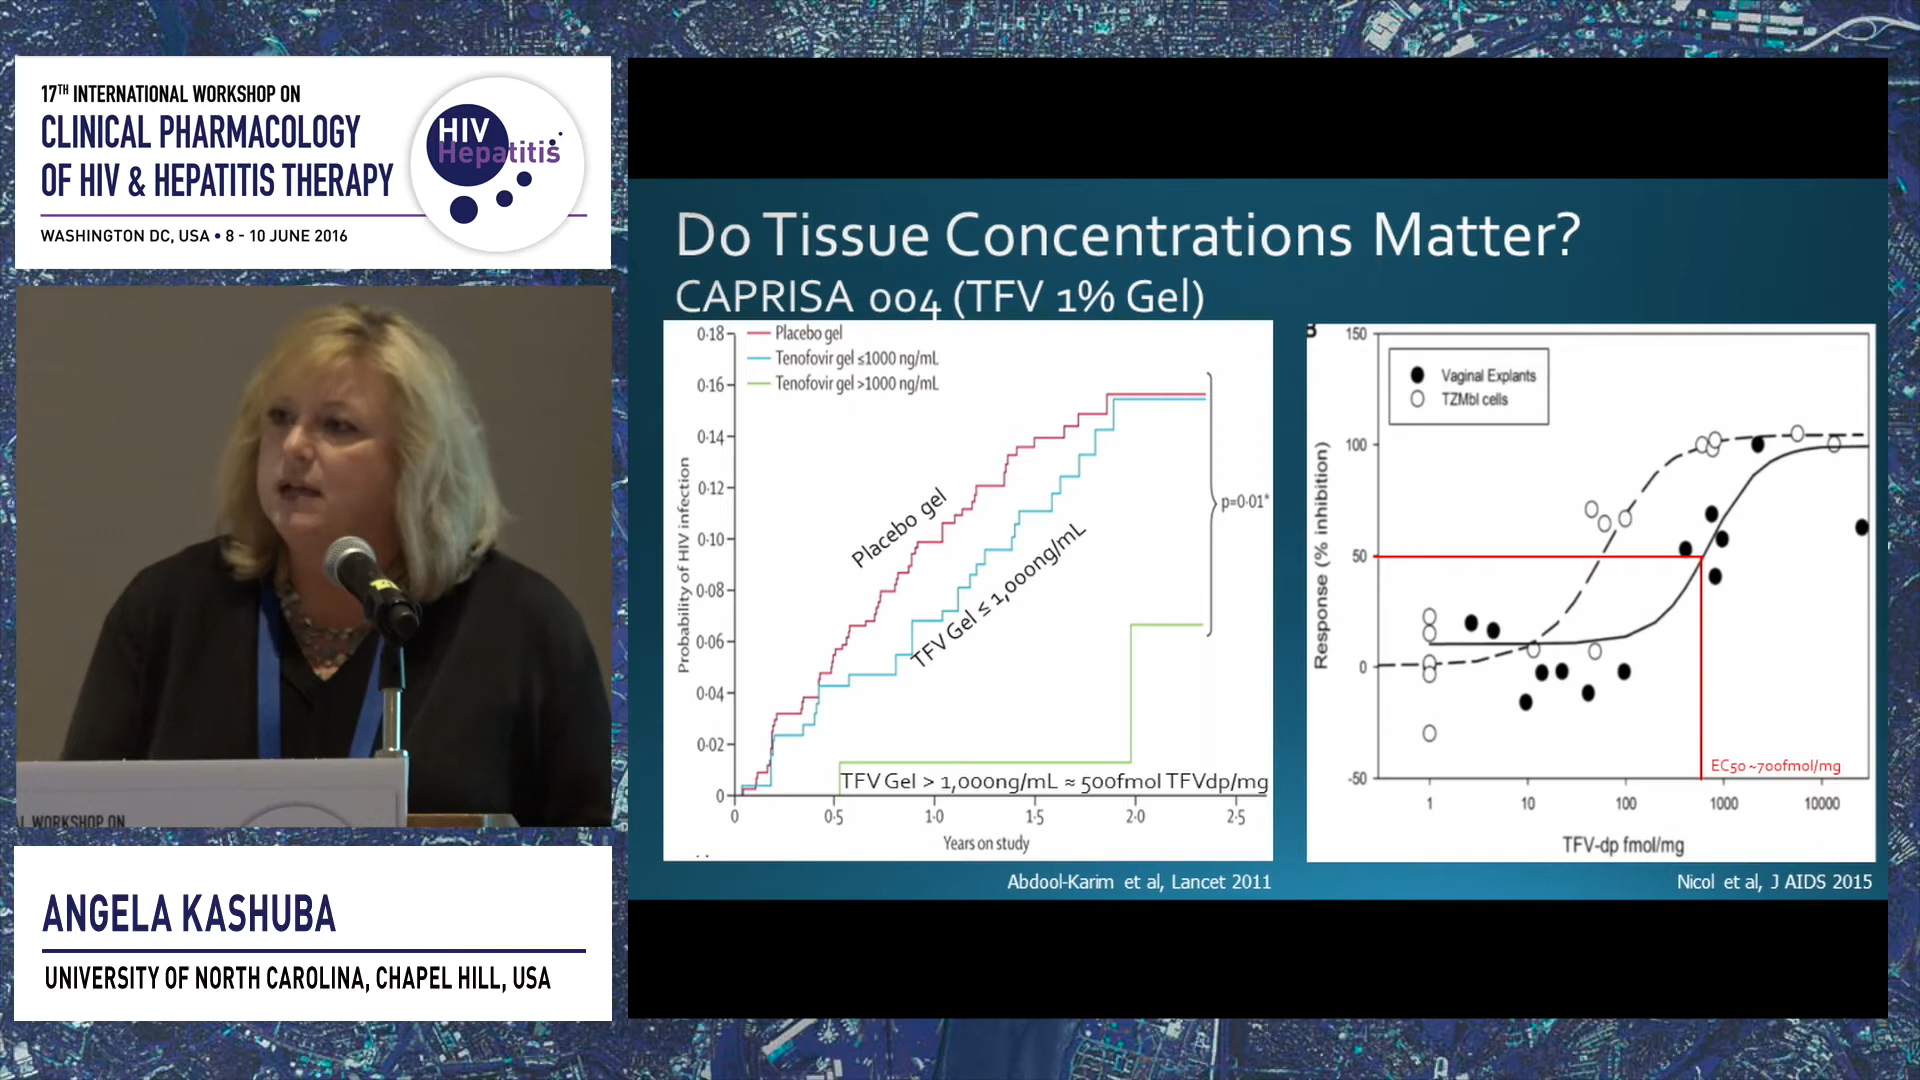 17TH INTERNATIONAL WORKSHOP ON
CLINICAL PHARMACOLOGY
OF HIV & HEPATITIS THERAPY
WASHINGTON DC, USA • 8 - 10 JUNE 2016
HIV
Hepatitis
AL WORKSHOP ON
ANGELA KASHUBA
UNIVERSITY OF NORTH CAROLINA, CHAPEL HILL, USA
Do Tissue Concentrations Matter?
CAPRISA 004 (TFV 1% Gel)
Placebo gel
Tenofovir gel ≤1000 ng/mL
Tenofovir gel >1000 ng/mL
0·18
0·16
0·14
0·12
0·10
0·08
0·06
0·04
0·02
0
Probability of HIV infection
Placebo gel
TFV Gel ≤ 1,000ng/mL
p=0·01*
TFV Gel > 1,000ng/mL ≈ 500fmol TFVdp/mg
0 0·5 1·0 1·5 2·0 2·5
Years on study
Abdool-Karim et al, Lancet 2011
B
Vaginal Explants
TZMbl cells
150
100
50
0
-50
Response (% inhibition)
EC50 ~700fmol/mg
1 10 100 1000 10000
TFV-dp fmol/mg
Nicol et al, J AIDS 2015